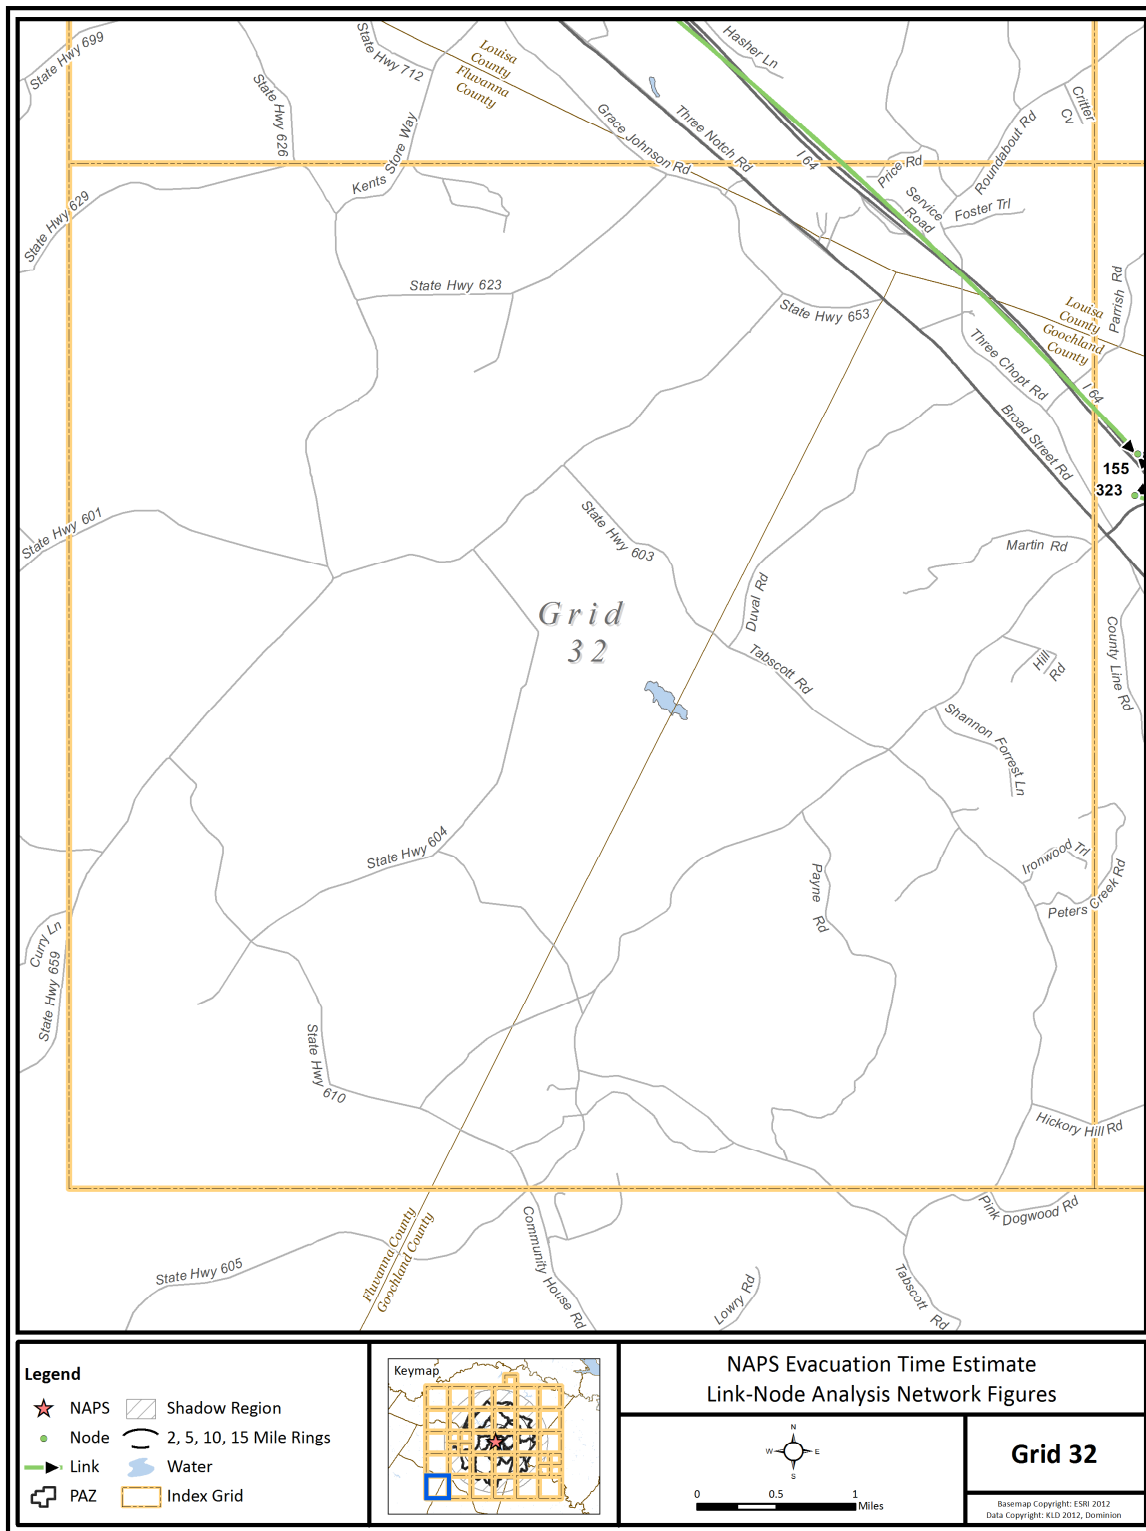 State Hwy 699
State Hwy 712
State Hwy 626
Louisa
County
Fluvanna
County
Hasher Ln
Critter
Cv
Kents Store Way
Grace Johnson Rd
Three Notch Rd
I 64
Price Rd
Roundabout Rd
Service
Road
Foster Trl
State Hwy 629
State Hwy 623
State Hwy 653
Louisa
County
Goochland
County
Parrish Rd
Three Chopt Rd
I 64
Broad Street Rd
155
323
State Hwy 601
State Hwy 603
Martin Rd
Grid
32
Duval Rd
Tabscott Rd
Hill
Rd
County Line Rd
Shannon Forrest Ln
State Hwy 604
Payne Rd
Ironwood Trl
Peters Creek Rd
Curry Ln
State Hwy 659
State Hwy 610
Hickory Hill Rd
Pink Dogwood Rd
Fluvanna County
Goochland County
Community House Rd
State Hwy 605
Lowry Rd
Tabscott Rd
Legend
NAPS
Shadow Region
Node
2, 5, 10, 15 Mile Rings
Link
Water
PAZ
Index Grid
Keymap
NAPS Evacuation Time Estimate
Link-Node Analysis Network Figures
N
W
E
S
0
0.5
1
Miles
Grid 32
Basemap Copyright: ESRI 2012
Data Copyright: KLD 2012, Dominion